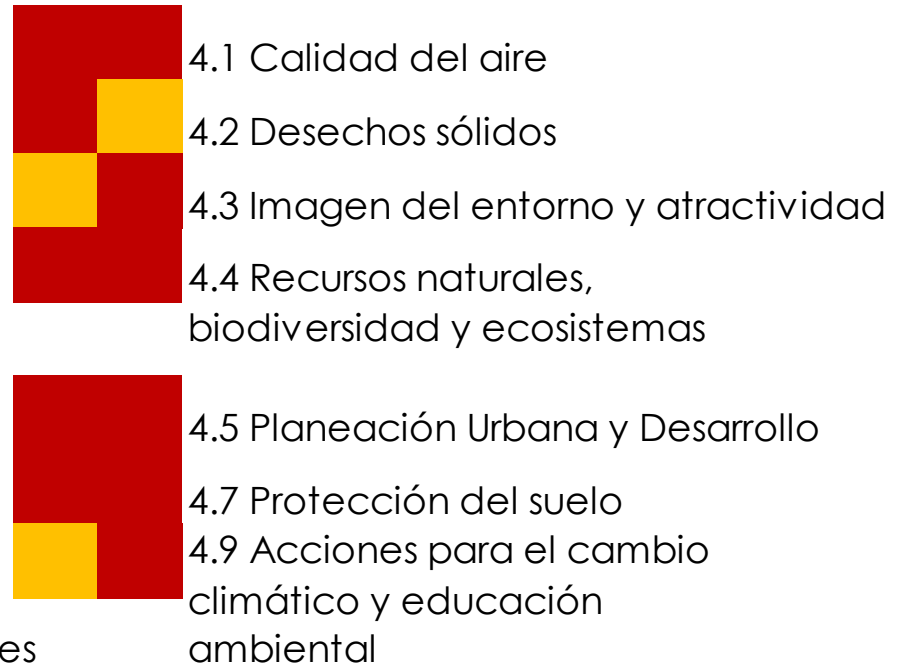 4.1 Calidad del aire
4.2 Desechos sólidos
4.3 Imagen del entorno y atractividad
4.4 Recursos naturales,
biodiversidad y ecosistemas
4.5 Planeación Urbana y Desarrollo
4.7 Protección del suelo
4.9 Acciones para el cambio
climático y educación
es ambiental